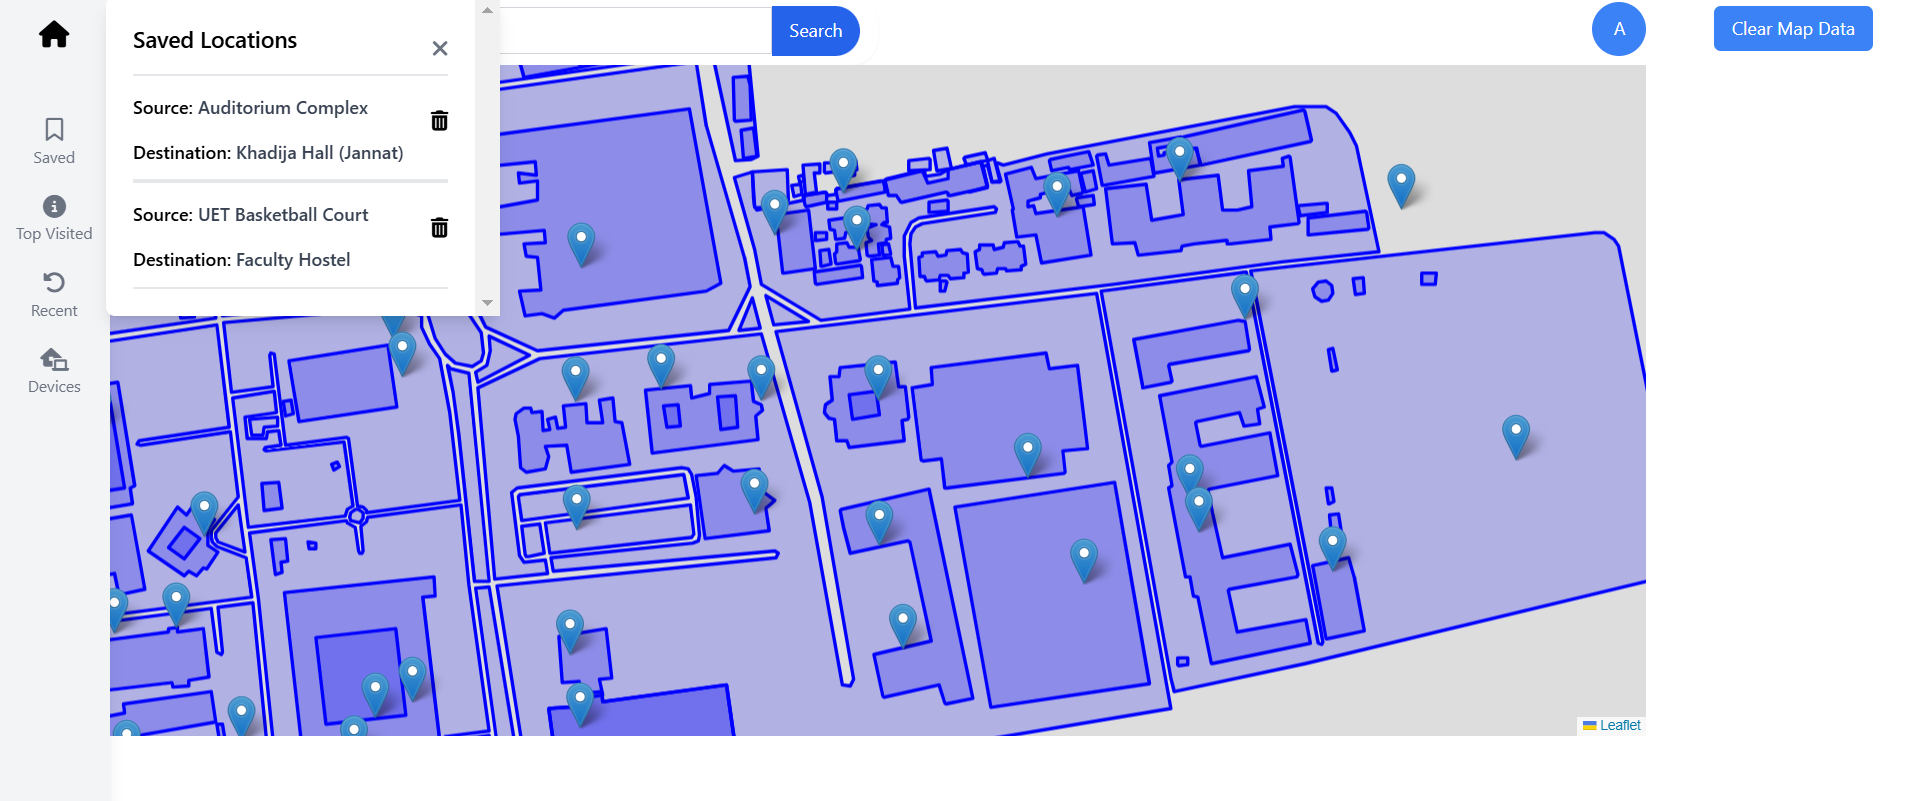 Saved Locations
Source: Auditorium Complex
Destination: Khadija Hall (Jannat)
Source: UET Basketball Court
Destination: Faculty Hostel
Search
A
Clear Map Data
Saved
Top Visited
Recent
Devices
Leaflet